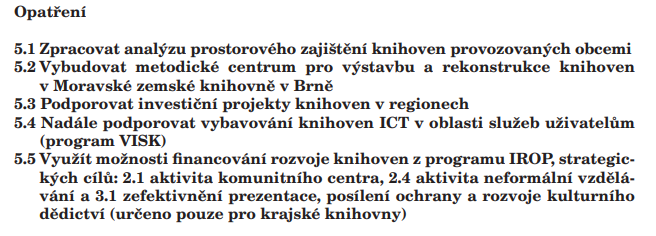 Opatření
5.1 Zpracovat analýzu prostorového zajištění knihoven provozovaných obcemi
5.2 Vybudovat metodické centrum pro výstavbu a rekonstrukce knihoven
v Moravské zemské knihovně v Brně
5.3 Podporovat investiční projekty knihoven v regionech
5.4 Nadále podporovat vybavování knihoven ICT v oblasti služeb uživatelům
(program VISK)
5.5 Využít možnosti financování rozvoje knihoven z programu IROP, strategic-
kých cílů: 2.1 aktivita komunitního centra, 2.4 aktivita neformální vzdělá-
vání a 3.1 zefektivnění prezentace, posílení ochrany a rozvoje kulturního
dědictví (určeno pouze pro krajské knihovny)